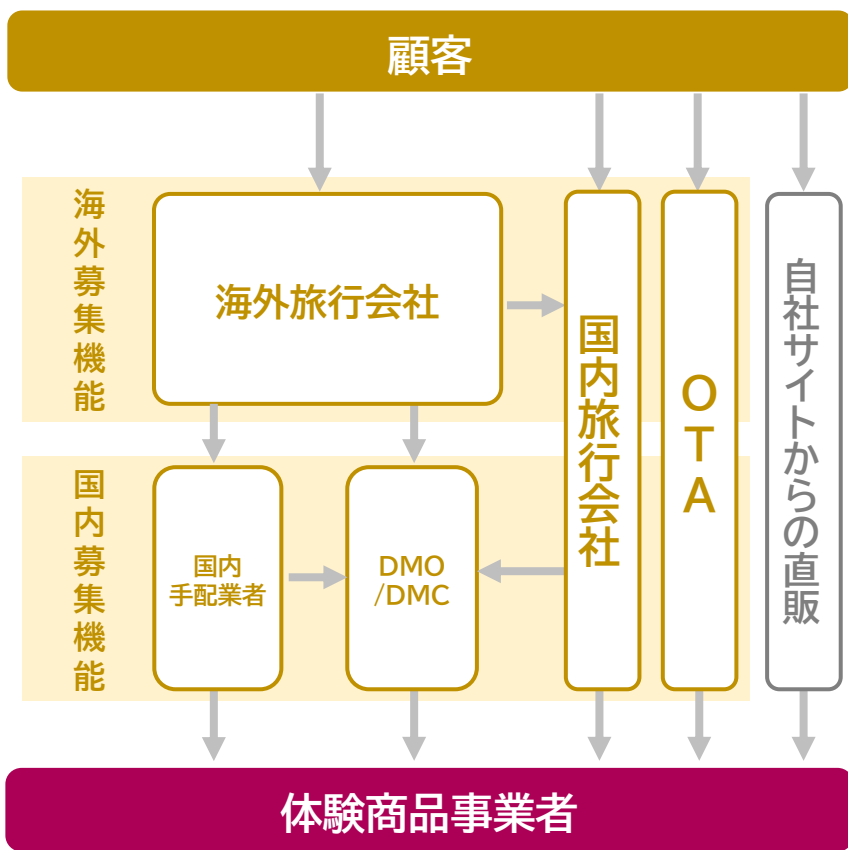 顧客
海外募集機能
海外旅行会社
国内旅行会社
OTA
自社サイトからの直販
国内募集機能
国内
手配業者
DMO
/DMC
体験商品事業者